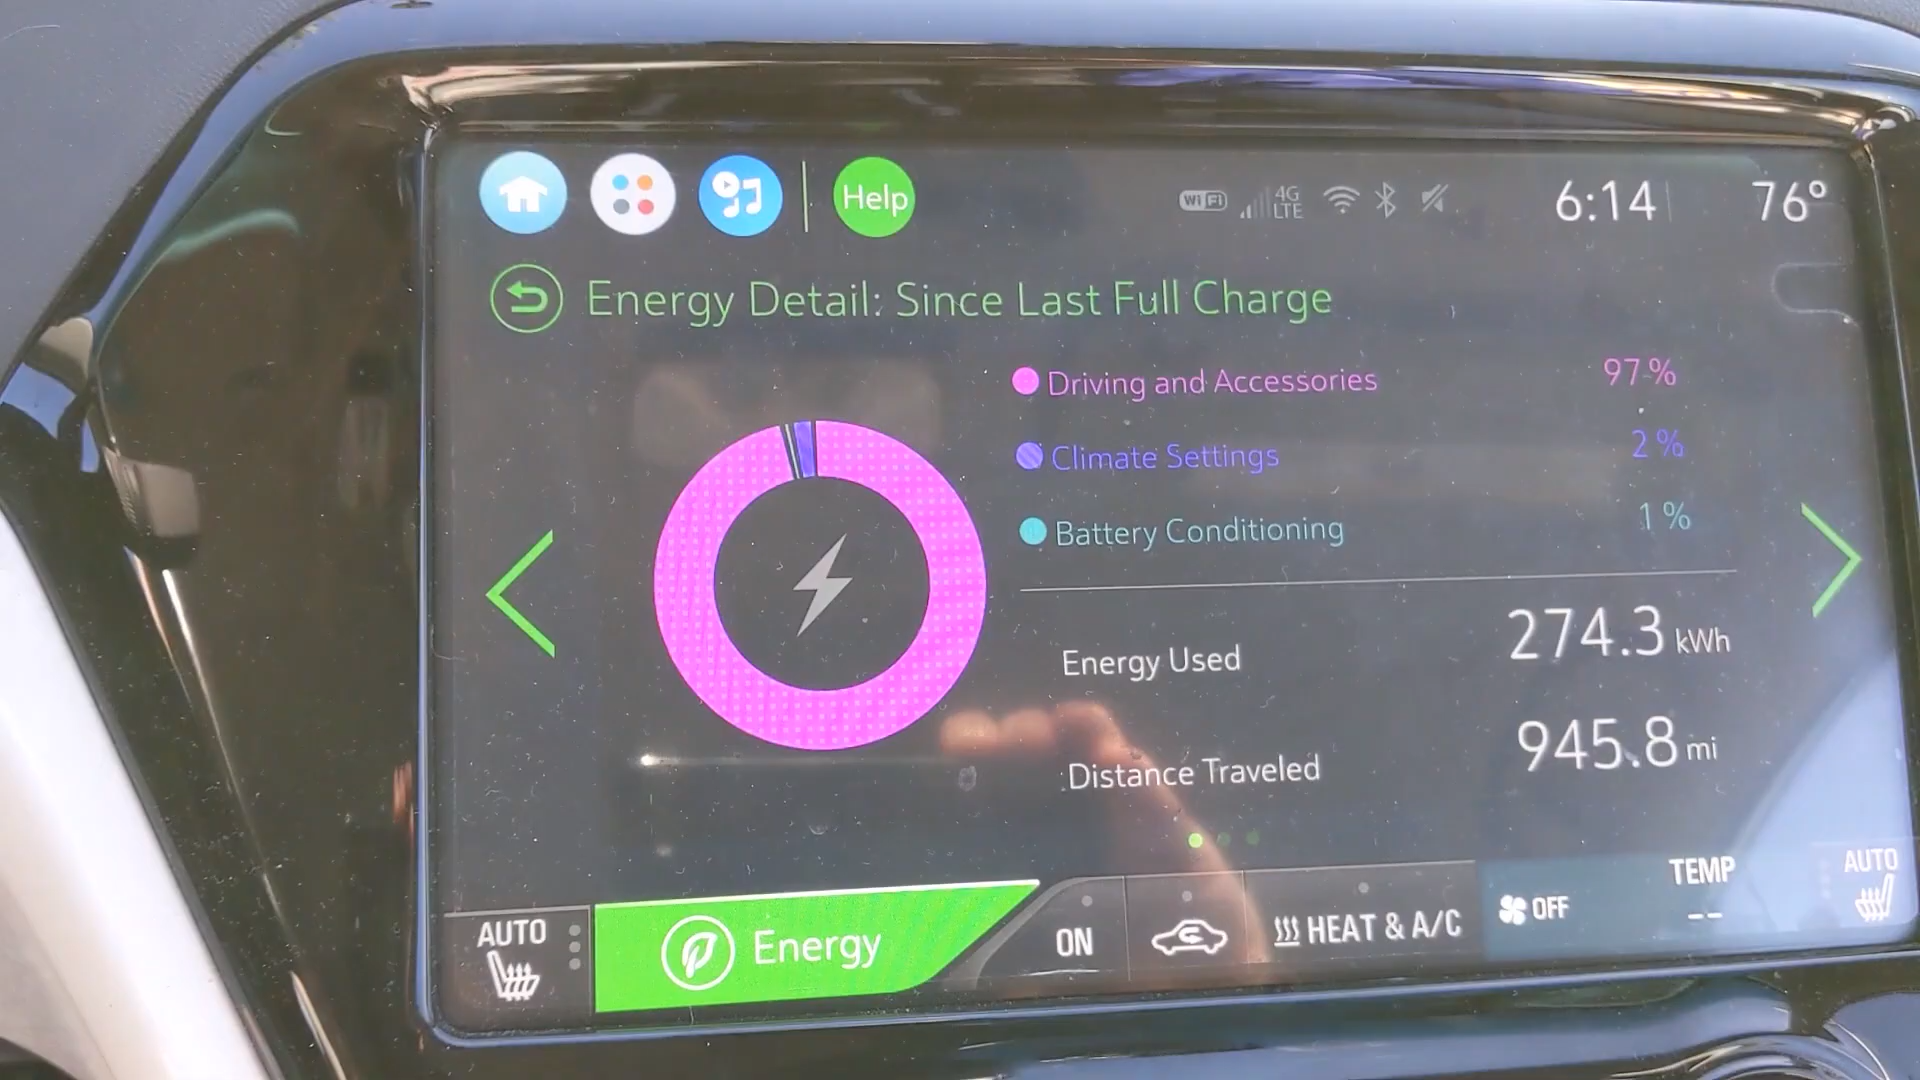 Help
WiFi
4G
LTE
6:14
76°
Energy Detail: Since Last Full Charge
Driving and Accessories 97%
Climate Settings 2%
Battery Conditioning 1%
Energy Used 274.3 kWh
Distance Traveled 945.8 mi
AUTO
Energy
ON
HEAT & A/C
OFF
TEMP
--
AUTO